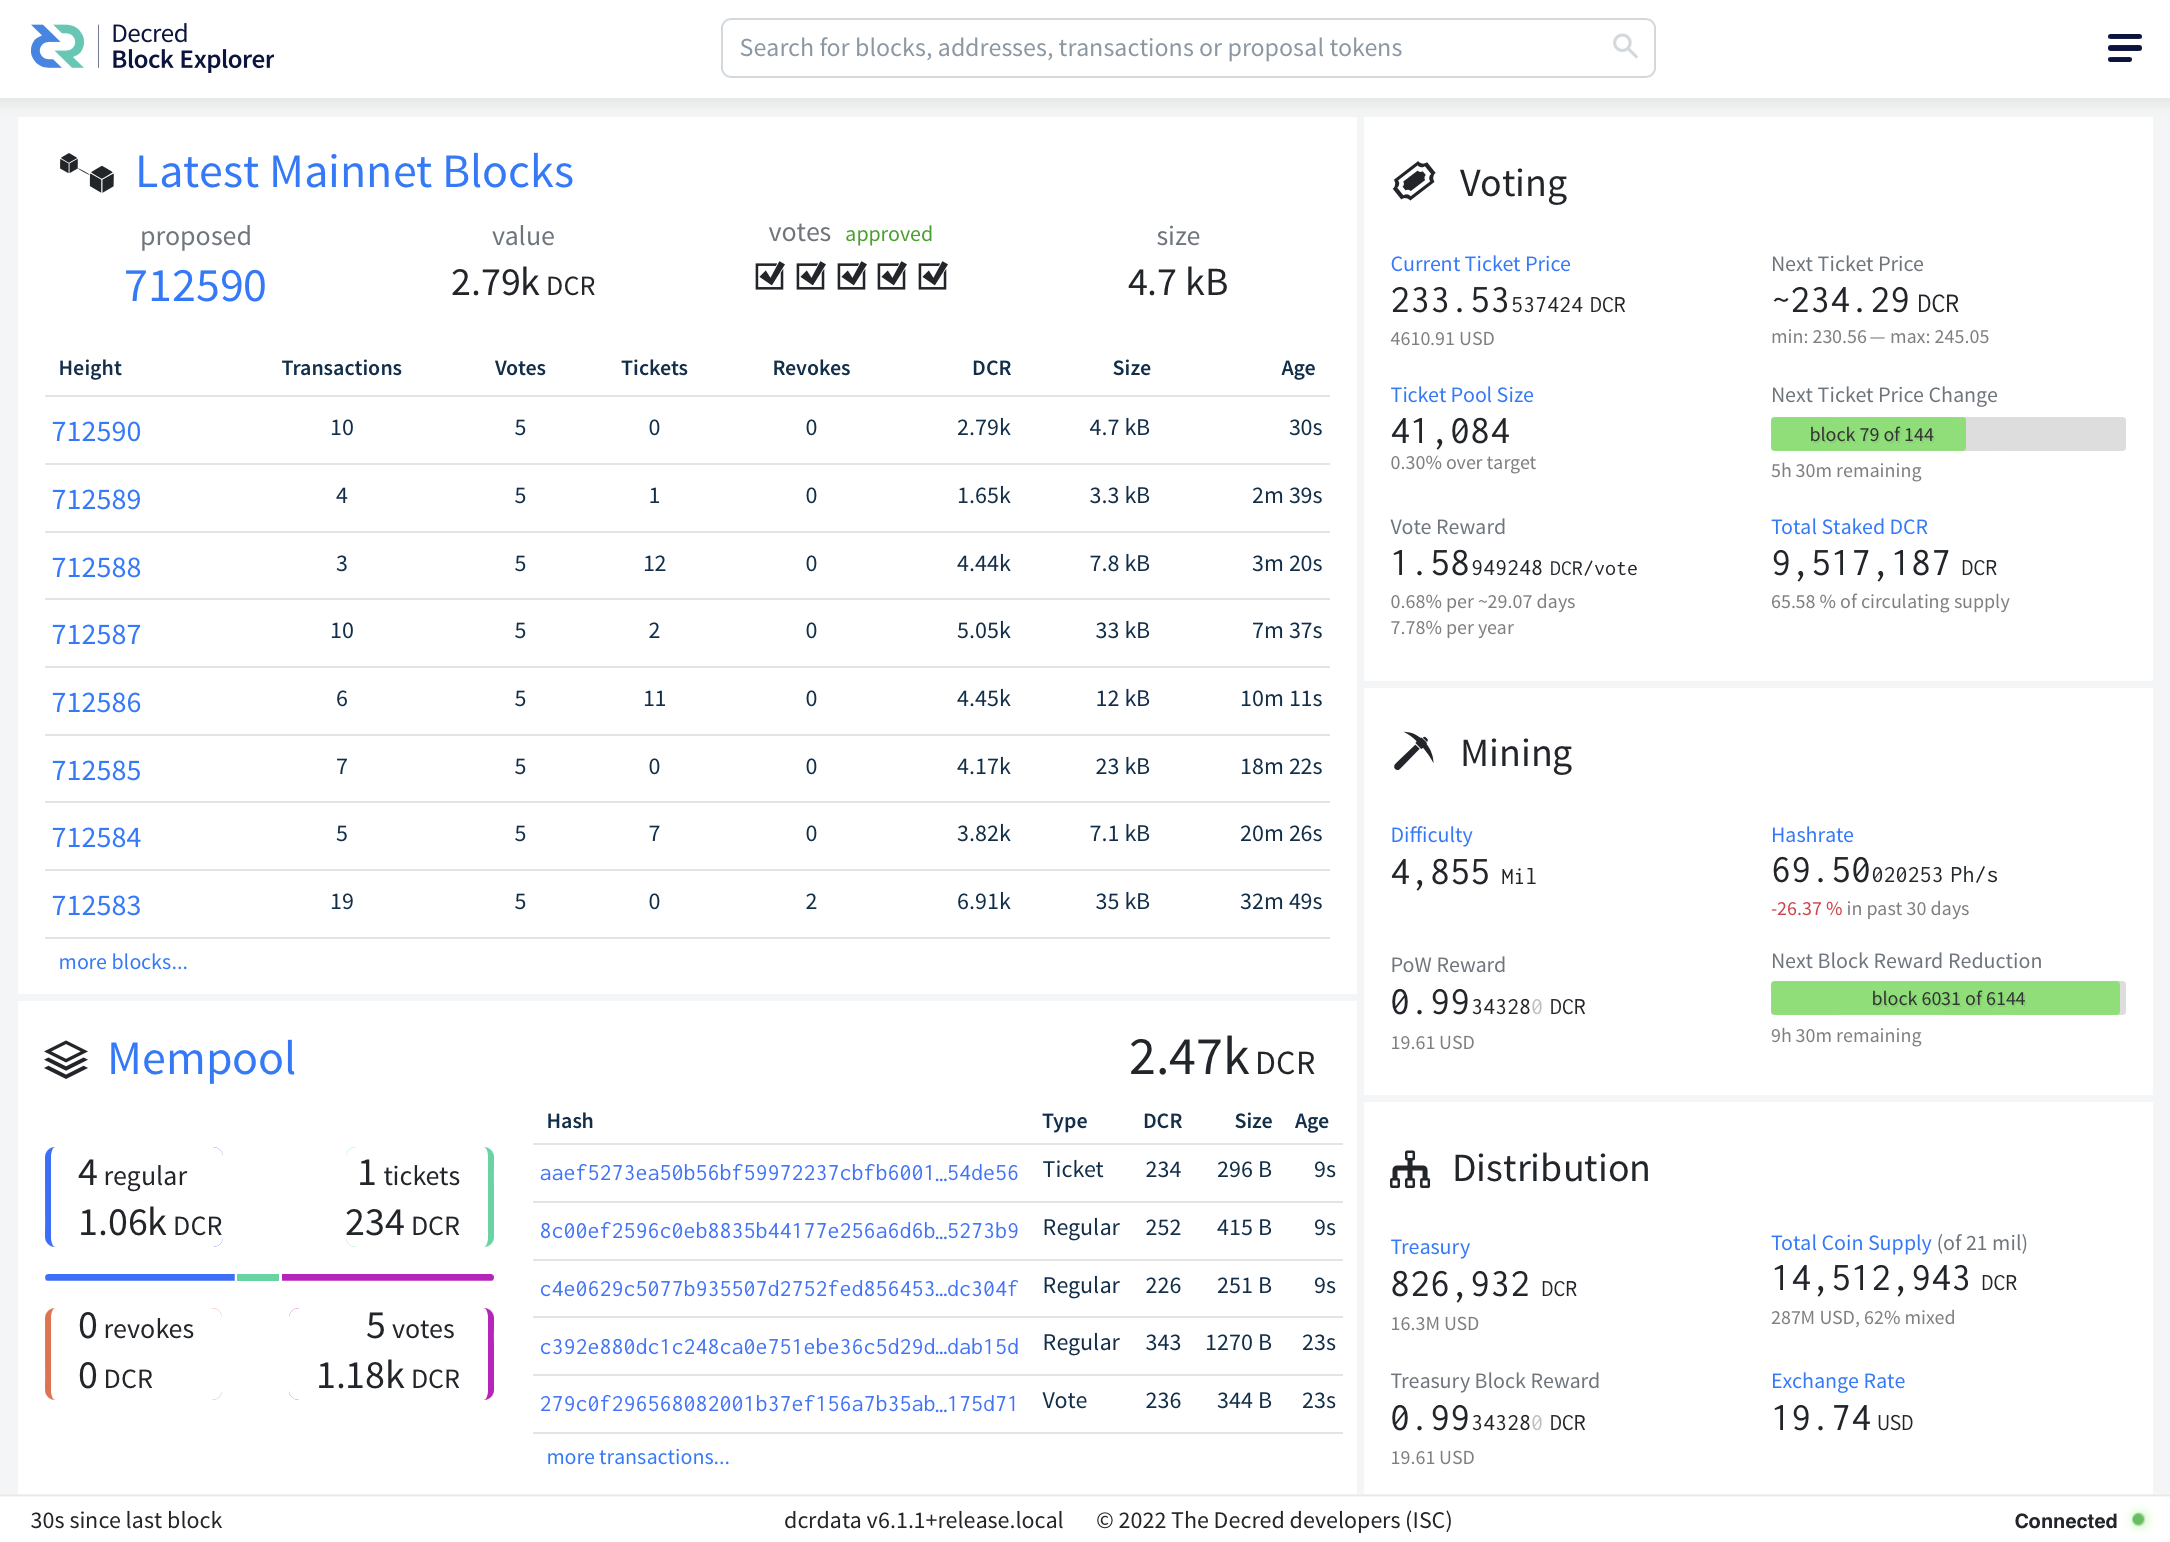 Decred
Block Explorer
Search for blocks, addresses, transactions or proposal tokens
Latest Mainnet Blocks
proposed value votes approved size
712590 2.79k DCR 4.7 kB
Height Transactions Votes Tickets Revokes DCR Size Age
712590 10 5 0 0 2.79k 4.7 kB 30s
712589 4 5 1 0 1.65k 3.3 kB 2m 39s
712588 3 5 12 0 4.44k 7.8 kB 3m 20s
712587 10 5 2 0 5.05k 33 kB 7m 37s
712586 6 5 11 0 4.45k 12 kB 10m 11s
712585 7 5 0 0 4.17k 23 kB 18m 22s
712584 5 5 7 0 3.82k 7.1 kB 20m 26s
712583 19 5 0 2 6.91k 35 kB 32m 49s
more blocks...
Mempool 2.47k DCR
4 regular 1 tickets
1.06k DCR 234 DCR
0 revokes 5 votes
0 DCR 1.18k DCR
Hash Type DCR Size Age
aaef5273ea50b56bf59972237cbfb6001…54de56 Ticket 234 296 B 9s
8c00ef2596c0eb8835b44177e256a6d6b…5273b9 Regular 252 415 B 9s
c4e0629c5077b935507d2752fed856453…dc304f Regular 226 251 B 9s
c392e880dc1c248ca0e751ebe36c5d29d…dab15d Regular 343 1270 B 23s
279c0f296568082001b37ef156a7b35ab…175d71 Vote 236 344 B 23s
more transactions...
Voting
Current Ticket Price Next Ticket Price
233.53537424 DCR ~234.29 DCR
4610.91 USD min: 230.56 — max: 245.05
Ticket Pool Size Next Ticket Price Change
41,084 block 79 of 144
0.30% over target 5h 30m remaining
Vote Reward Total Staked DCR
1.58949248 DCR/vote 9,517,187 DCR
0.68% per ~29.07 days 65.58 % of circulating supply
7.78% per year
Mining
Difficulty Hashrate
4,855 Mil 69.50020253 Ph/s
-26.37 % in past 30 days
PoW Reward Next Block Reward Reduction
0.99343280 DCR block 6031 of 6144
19.61 USD 9h 30m remaining
Distribution
Treasury Total Coin Supply (of 21 mil)
826,932 DCR 14,512,943 DCR
16.3M USD 287M USD, 62% mixed
Treasury Block Reward Exchange Rate
0.99343280 DCR 19.74 USD
19.61 USD
30s since last block dcrdata v6.1.1+release.local © 2022 The Decred developers (ISC) Connected